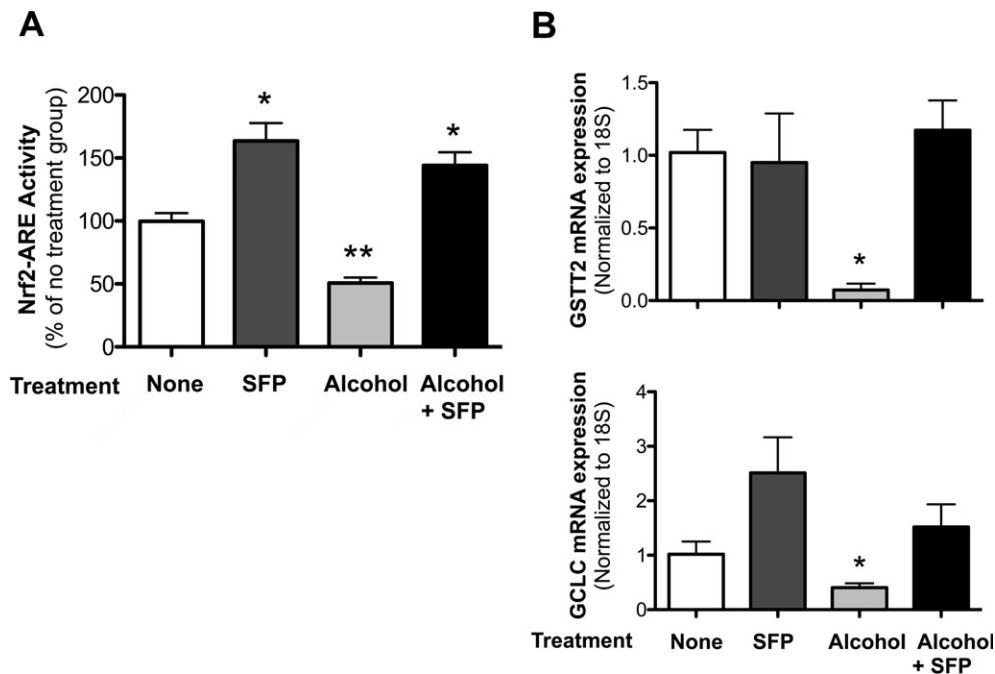 A
B
Nrf2-ARE Activity
(% of no treatment group)
200
150
100
50
0
*
**
*
Treatment None SFP Alcohol Alcohol
+ SFP
GSTT2 mRNA expression
(Normalized to 18S)
1.5
1.0
0.5
0.0
*
GCLC mRNA expression
(Normalized to 18S)
4
3
2
1
0
*
Treatment None SFP Alcohol Alcohol
+ SFP